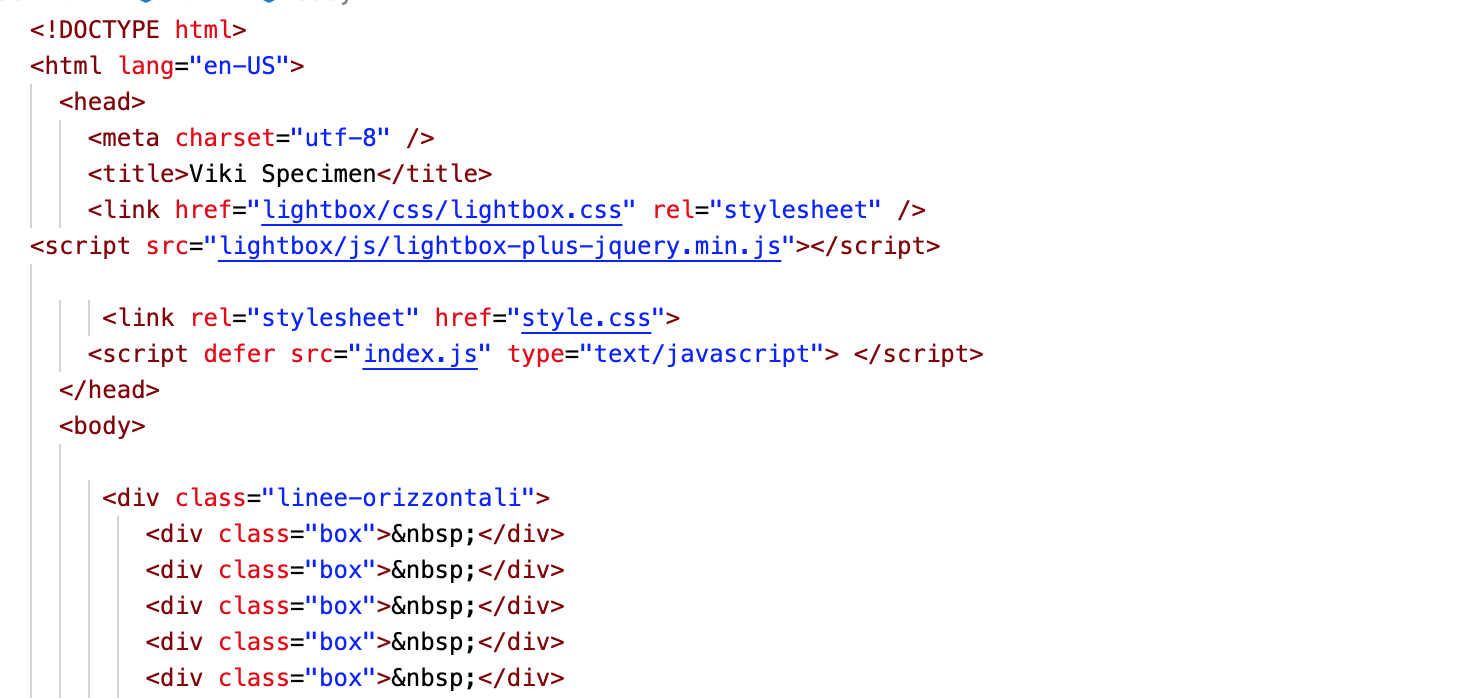 <!DOCTYPE html>
<html lang="en-US">
<head>
<meta charset="utf-8" />
<title>Viki Specimen</title>
<link href="lightbox/css/lightbox.css" rel="stylesheet" />
<script src="lightbox/js/lightbox-plus-jquery.min.js"></script>
<link rel="stylesheet" href="style.css">
<script defer src="index.js" type="text/javascript"> </script>
</head>
<body>
<div class="linee-orizzontali">
<div class="box">&nbsp;</div>
<div class="box">&nbsp;</div>
<div class="box">&nbsp;</div>
<div class="box">&nbsp;</div>
<div class="box">&nbsp;</div>